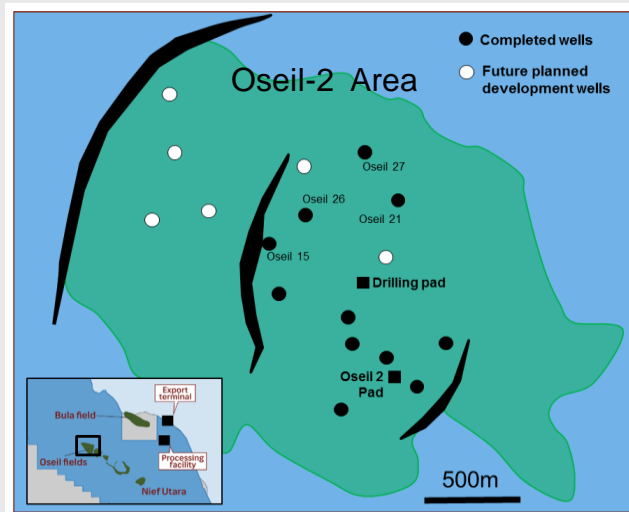 Oseil-2 Area
Completed wells
Future planned
development wells
Oseil 27
Oseil 26
Oseil 21
Oseil 15
Drilling pad
Oseil 2
Pad
500m
Export
terminal
Bula field
Processing
facility
Oseil fields
Nief Utara